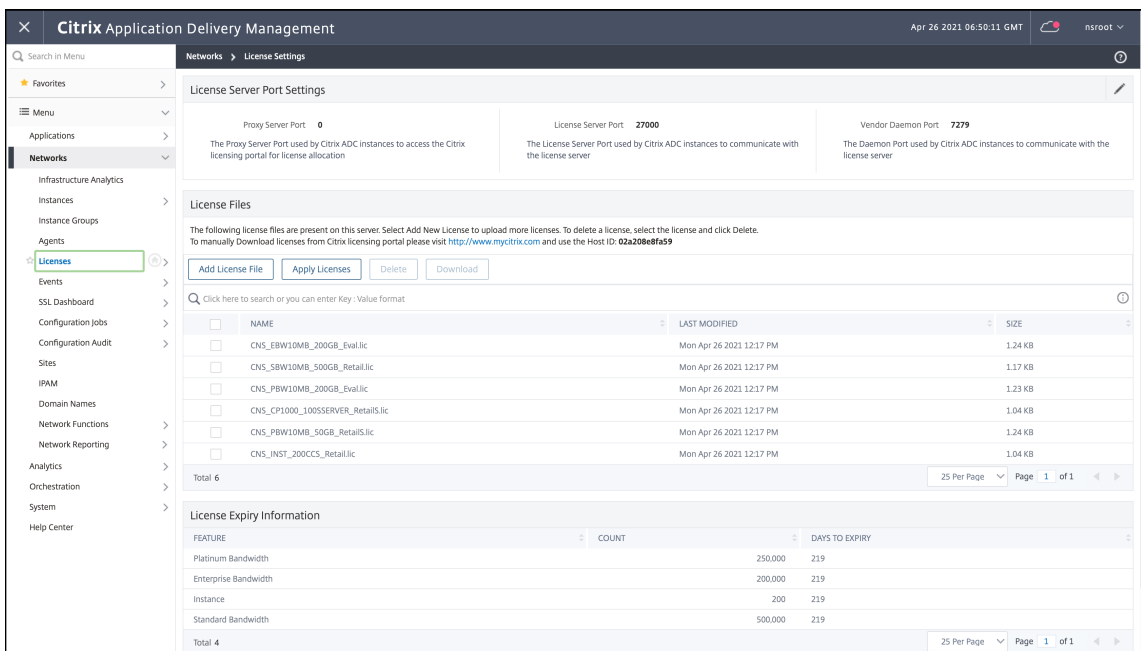 Citrix Application Delivery Management
Apr 26 2021 06:50:11 GMT
nsroot
Search in Menu
Favorites
Menu
Applications
Networks
Infrastructure Analytics
Instances
Instance Groups
Agents
Licenses
Events
SSL Dashboard
Configuration Jobs
Configuration Audit
Sites
IPAM
Domain Names
Network Functions
Network Reporting
Analytics
Orchestration
System
Help Center
Networks > License Settings
License Server Port Settings
Proxy Server Port 0
The Proxy Server Port used by Citrix ADC instances to access the Citrix
licensing portal for license allocation
License Server Port 27000
The License Server Port used by Citrix ADC instances to communicate with
the license server
Vendor Daemon Port 7279
The Daemon Port used by Citrix ADC instances to communicate with the
license server
License Files
The following license files are present on this server. Select Add New License to upload more licenses. To delete a license, select the license and click Delete.
To manually Download licenses from Citrix licensing portal please visit http://www.mycitrix.com and use the Host ID: 02a208e8fa59
Add License File Apply Licenses Delete Download
Click here to search or you can enter Key : Value format
NAME LAST MODIFIED SIZE
CNS_EBW10MB_200GB_Eval.lic Mon Apr 26 2021 12:17 PM 1.24 KB
CNS_SBW10MB_500GB_Retail.lic Mon Apr 26 2021 12:17 PM 1.17 KB
CNS_PBW10MB_200GB_Eval.lic Mon Apr 26 2021 12:17 PM 1.23 KB
CNS_CP1000_100SSERVER_RetailS.lic Mon Apr 26 2021 12:17 PM 1.04 KB
CNS_PBW10MB_50GB_RetailS.lic Mon Apr 26 2021 12:17 PM 1.24 KB
CNS_INST_200CCS_Retail.lic Mon Apr 26 2021 12:17 PM 1.04 KB
Total 6 25 Per Page Page 1 of 1
License Expiry Information
FEATURE COUNT DAYS TO EXPIRY
Platinum Bandwidth 250,000 219
Enterprise Bandwidth 200,000 219
Instance 200 219
Standard Bandwidth 500,000 219
Total 4 25 Per Page Page 1 of 1